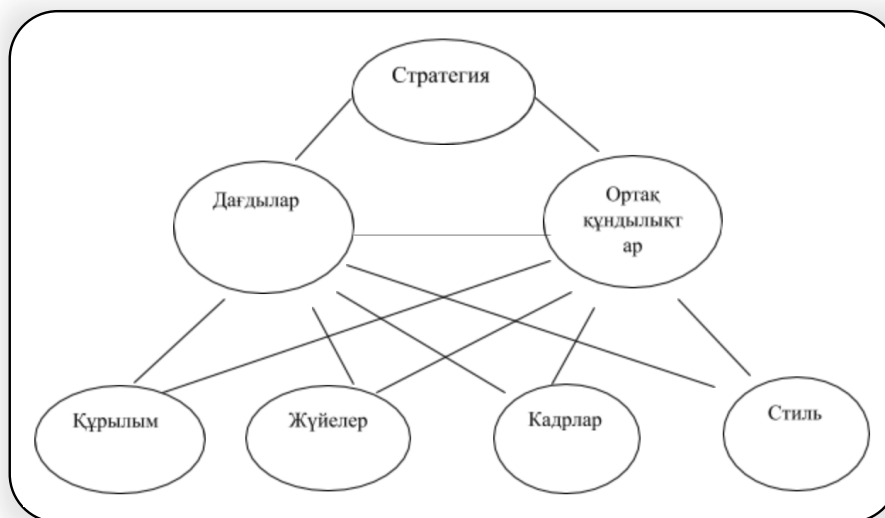 Стратегия
Дағдылар
Ортақ
құндылықт
ар
Құрылым
Жүйелер
Кадрлар
Стиль